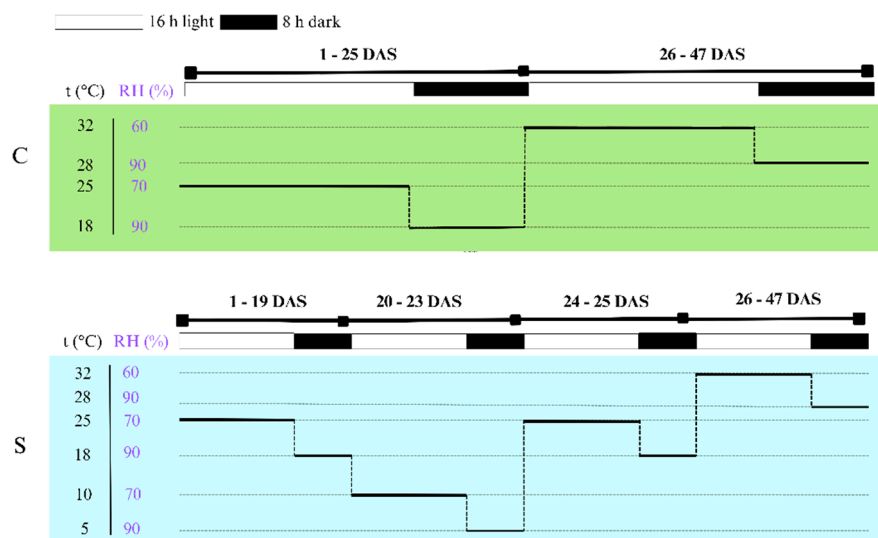 16 h light 8 h dark
1 - 25 DAS 26 - 47 DAS
t (°C) RH (%)
32 60
C
28 90
25 70
18 90
1 - 19 DAS 20 - 23 DAS 24 - 25 DAS 26 - 47 DAS
t (°C) RH (%)
32 60
28 90
25 70
S
18 90
10 70
5 90